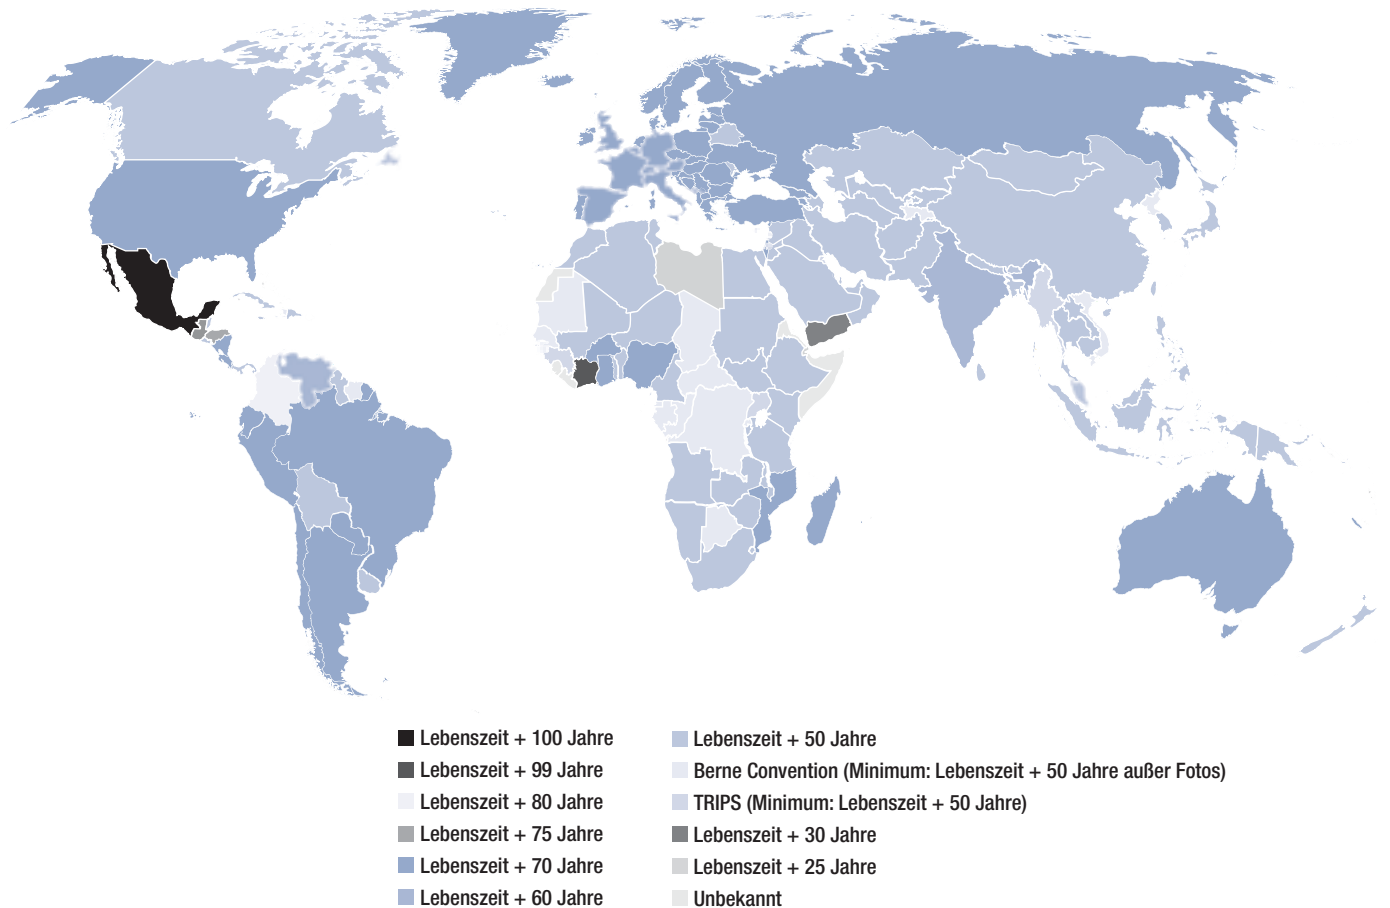 Lebenszeit + 100 Jahre
Lebenszeit + 99 Jahre
Lebenszeit + 80 Jahre
Lebenszeit + 75 Jahre
Lebenszeit + 70 Jahre
Lebenszeit + 60 Jahre
Lebenszeit + 50 Jahre
Berne Convention (Minimum: Lebenszeit + 50 Jahre außer Fotos)
TRIPS (Minimum: Lebenszeit + 50 Jahre)
Lebenszeit + 30 Jahre
Lebenszeit + 25 Jahre
Unbekannt